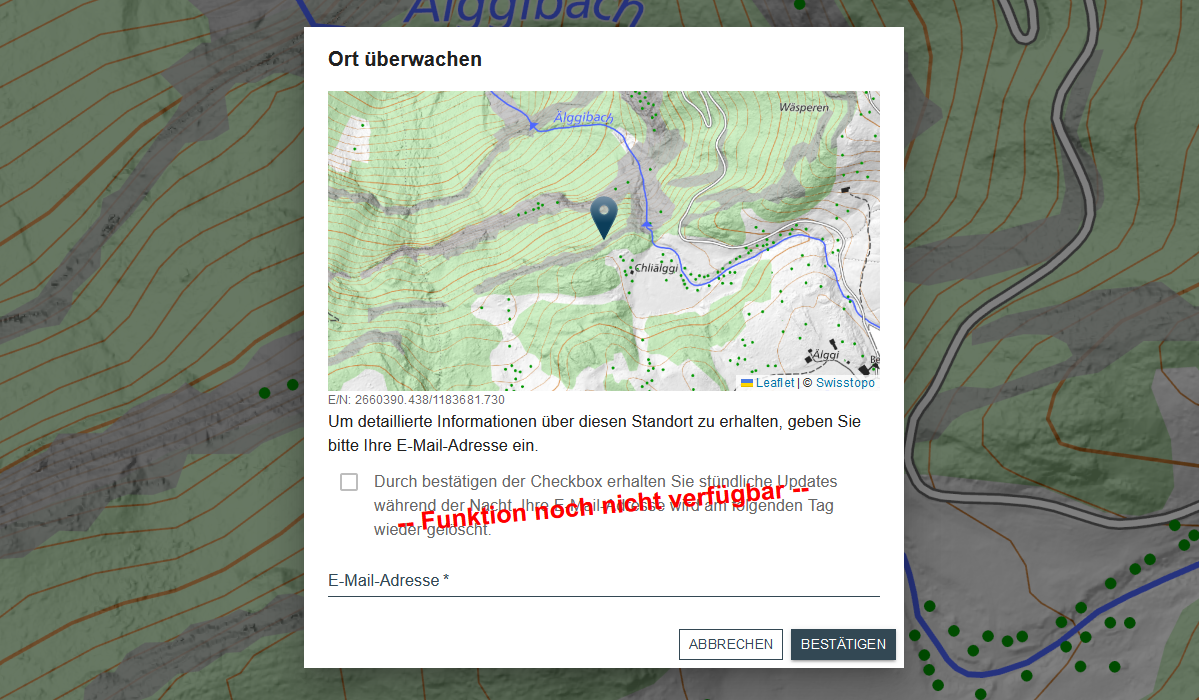 Älggibach
Ort überwachen
Wäsperen
Älggibach
Chliälggi
Älggi
Be
Leaflet | © Swisstopo
E/N: 2660390.438/1183681.730
Um detaillierte Informationen über diesen Standort zu erhalten, geben Sie
bitte Ihre E-Mail-Adresse ein.
Durch bestätigen der Checkbox erhalten Sie stündliche Updates
während der Nacht. Ihre E-Mail-Adresse wird am folgenden Tag
wieder gelöscht.
-- Funktion noch nicht verfügbar --
E-Mail-Adresse *
ABBRECHEN
BESTÄTIGEN